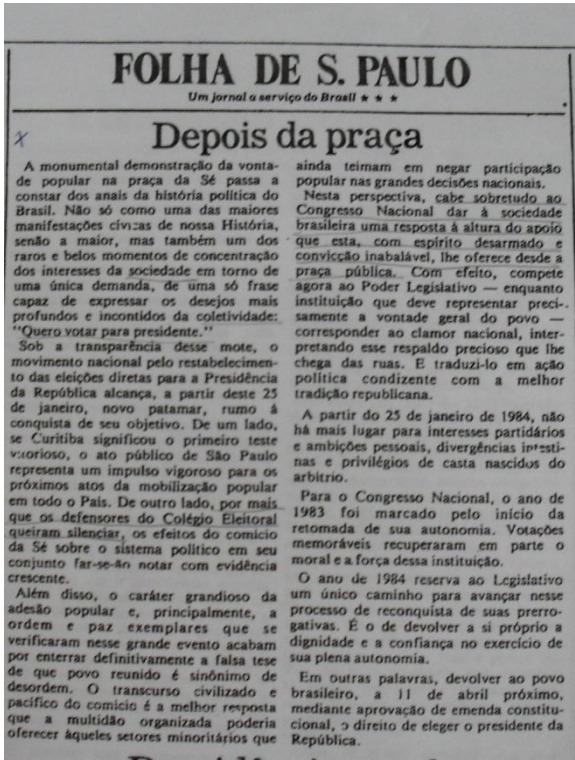 FOLHA DE S. PAULO
Um jornal a serviço do Brasil ★ ★ ★
Depois da praça
A monumental demonstração da vonta-
de popular na praça da Sé passa a
constar dos anais da história política do
Brasil. Não só como uma das maiores
manifestações cívicas de nossa História,
senão a maior, mas também um dos
raros e belos momentos de concentração
dos interesses da sociedade em torno de
uma única demanda, de uma só frase
capaz de expressar os desejos mais
profundos e incontidos da coletividade:
"Quero votar para presidente."
Sob a transparência desse mote, o
movimento nacional pelo restabelecimen-
to das eleições diretas para a Presidência
da República alcança, a partir deste 25
de janeiro, novo patamar, rumo à
conquista de seu objetivo. De um lado,
se Curitiba significou o primeiro teste
vitorioso, o ato público de São Paulo
representa um impulso vigoroso para os
próximos atos da mobilização popular
em todo o País. De outro lado, por mais
que os defensores do Colégio Eleitoral
queiram silenciar, os efeitos do comício
da Sé sobre o sistema político em seu
conjunto far-se-ão notar com evidência
crescente.
Além disso, o caráter grandioso da
adesão popular e, principalmente, a
ordem e paz exemplares que se
verificaram nesse grande evento acabam
por enterrar definitivamente a falsa tese
de que povo reunido é sinônimo de
desordem. O transcurso civilizado e
pacífico do comício é a melhor resposta
que a multidão organizada poderia
oferecer àqueles setores minoritários que
ainda teimam em negar participação
popular nas grandes decisões nacionais.
Nesta perspectiva, cabe sobretudo ao
Congresso Nacional dar à sociedade
brasileira uma resposta à altura do apoio
que esta, com espírito desarmado e
convicção inabalável, lhe oferece desde a
praça pública. Com efeito, compete
agora ao Poder Legislativo — enquanto
instituição que deve representar preci-
samente a vontade geral do povo —
corresponder ao clamor nacional, inter-
pretando esse respaldo precioso que lhe
chega das ruas. E traduzi-lo em ação
política condizente com a melhor
tradição republicana.
A partir do 25 de janeiro de 1984, não
há mais lugar para interesses partidários
e ambições pessoais, divergências intesti-
nas e privilégios de casta nascidos do
arbítrio.
Para o Congresso Nacional, o ano de
1983 foi marcado pelo início da
retomada de sua autonomia. Votações
memoráveis recuperaram em parte o
moral e a força dessa instituição.
O ano de 1984 reserva ao Legislativo
um único caminho para avançar nesse
processo de reconquista de suas prerro-
gativas. É o de devolver a si próprio a
dignidade e a confiança no exercício de
sua plena autonomia.
Em outras palavras, devolver ao povo
brasileiro, a 11 de abril próximo,
mediante aprovação de emenda constitu-
cional, o direito de eleger o presidente da
República.